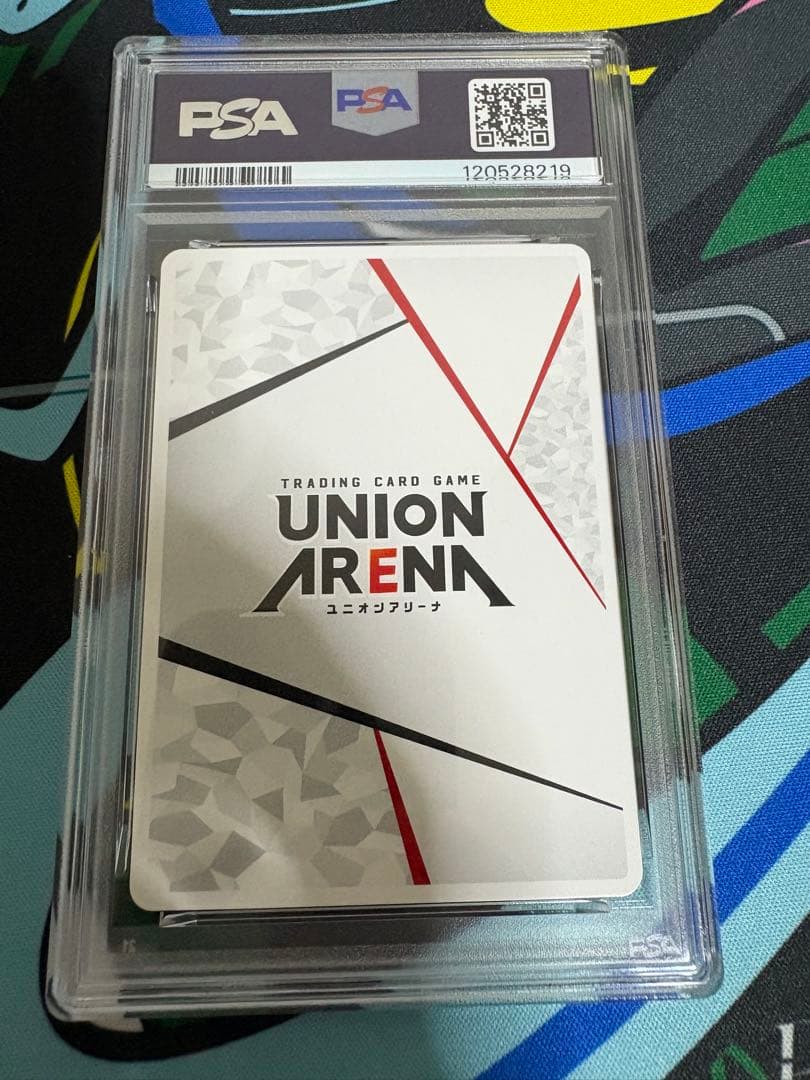 PSA
PSA
120528219
TRADING CARD GAME
UNION
ARENA
ユニオンアリーナ
PSA